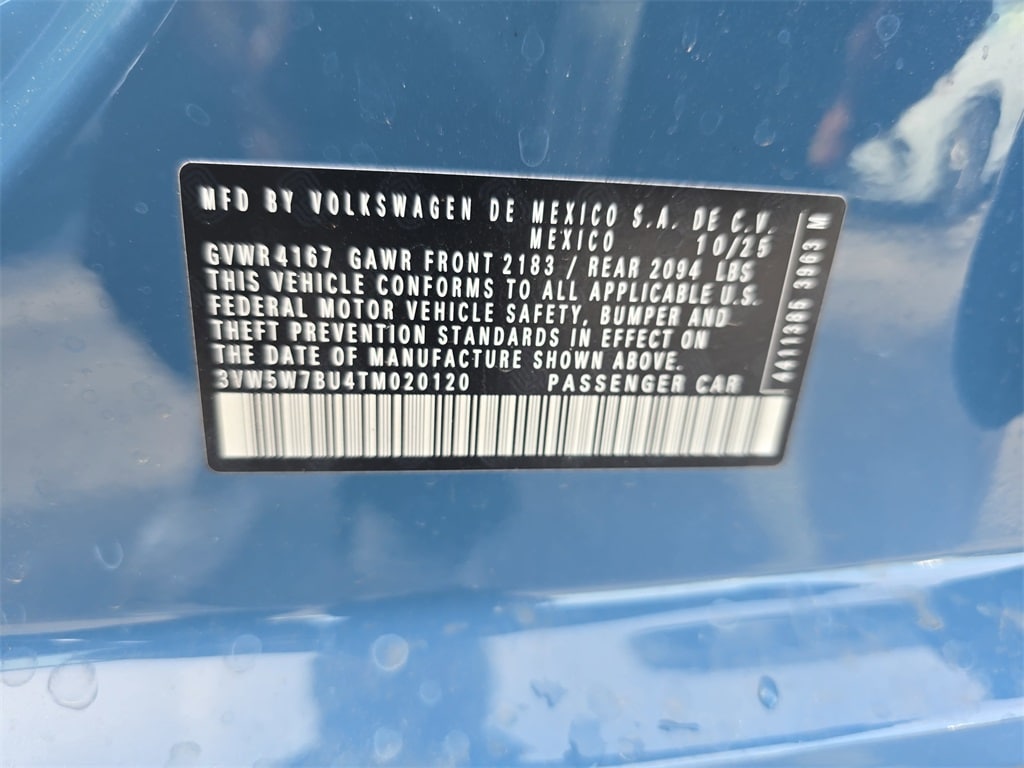 MFD BY VOLKSWAGEN DE MEXICO S.A. DE C.V.
MEXICO 10/25
GVWR4167 GAWR FRONT 2183 / REAR 2094 LBS
THIS VEHICLE CONFORMS TO ALL APPLICABLE U.S.
FEDERAL MOTOR VEHICLE SAFETY, BUMPER AND
THEFT PREVENTION STANDARDS IN EFFECT ON
THE DATE OF MANUFACTURE SHOWN ABOVE.
3VW5W7BU4TM020120 PASSENGER CAR
4411385 3963 M